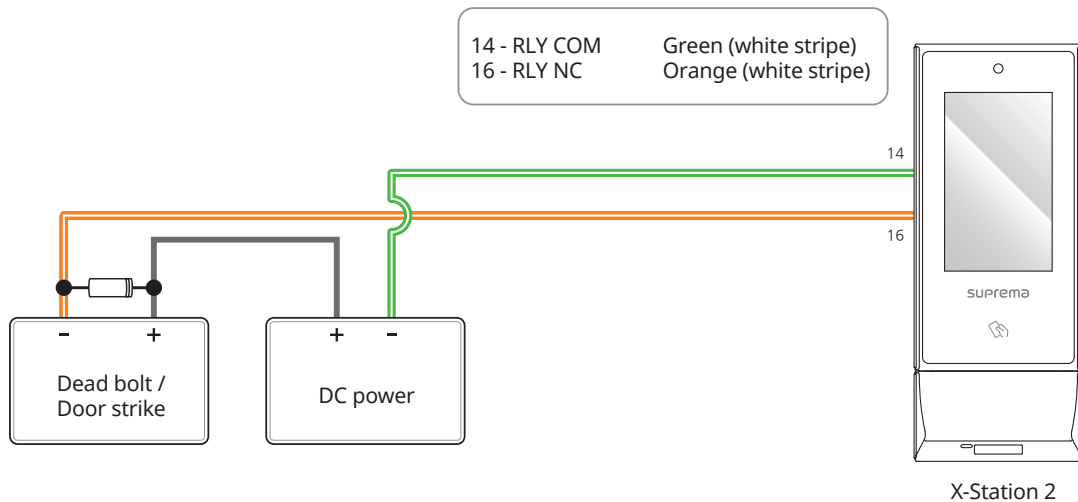 14 - RLY COM Green (white stripe)
16 - RLY NC Orange (white stripe)
14
16
suprema
- +
Dead bolt /
Door strike
+ -
DC power
X-Station 2